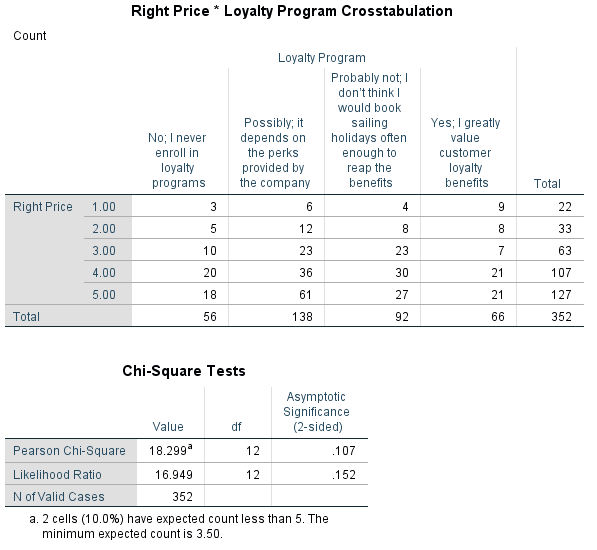 Right Price * Loyalty Program Crosstabulation
Count
Loyalty Program
No; I never enroll in loyalty programs Possibly; it depends on the perks provided by the company Probably not; I don't think I would book sailing holidays often enough to reap the benefits Yes; I greatly value customer loyalty benefits Total
Right Price 1.00 3 6 4 9 22
2.00 5 12 8 8 33
3.00 10 23 23 7 63
4.00 20 36 30 21 107
5.00 18 61 27 21 127
Total 56 138 92 66 352
Chi-Square Tests
Value df Asymptotic Significance (2-sided)
Pearson Chi-Square 18.299a 12 .107
Likelihood Ratio 16.949 12 .152
N of Valid Cases 352
a. 2 cells (10.0%) have expected count less than 5. The
minimum expected count is 3.50.